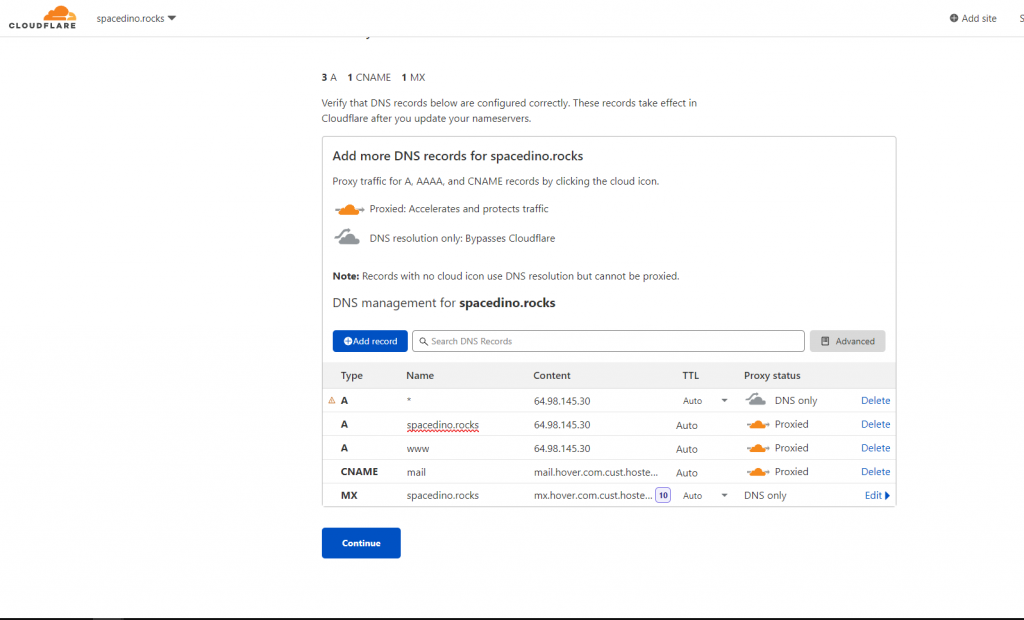 CLOUDFLARE spacedino.rocks Add site
3 A 1 CNAME 1 MX
Verify that DNS records below are configured correctly. These records take effect in
Cloudflare after you update your nameservers.
Add more DNS records for spacedino.rocks
Proxy traffic for A, AAAA, and CNAME records by clicking the cloud icon.
Proxied: Accelerates and protects traffic
DNS resolution only: Bypasses Cloudflare
Note: Records with no cloud icon use DNS resolution but cannot be proxied.
DNS management for spacedino.rocks
Add record Search DNS Records Advanced
Type Name Content TTL Proxy status
A * 64.98.145.30 Auto DNS only Delete
A spacedino.rocks 64.98.145.30 Auto Proxied Delete
A www 64.98.145.30 Auto Proxied Delete
CNAME mail mail.hover.com.cust.hoste... Auto Proxied Delete
MX spacedino.rocks mx.hover.com.cust.hoste... 10 Auto DNS only Edit
Continue